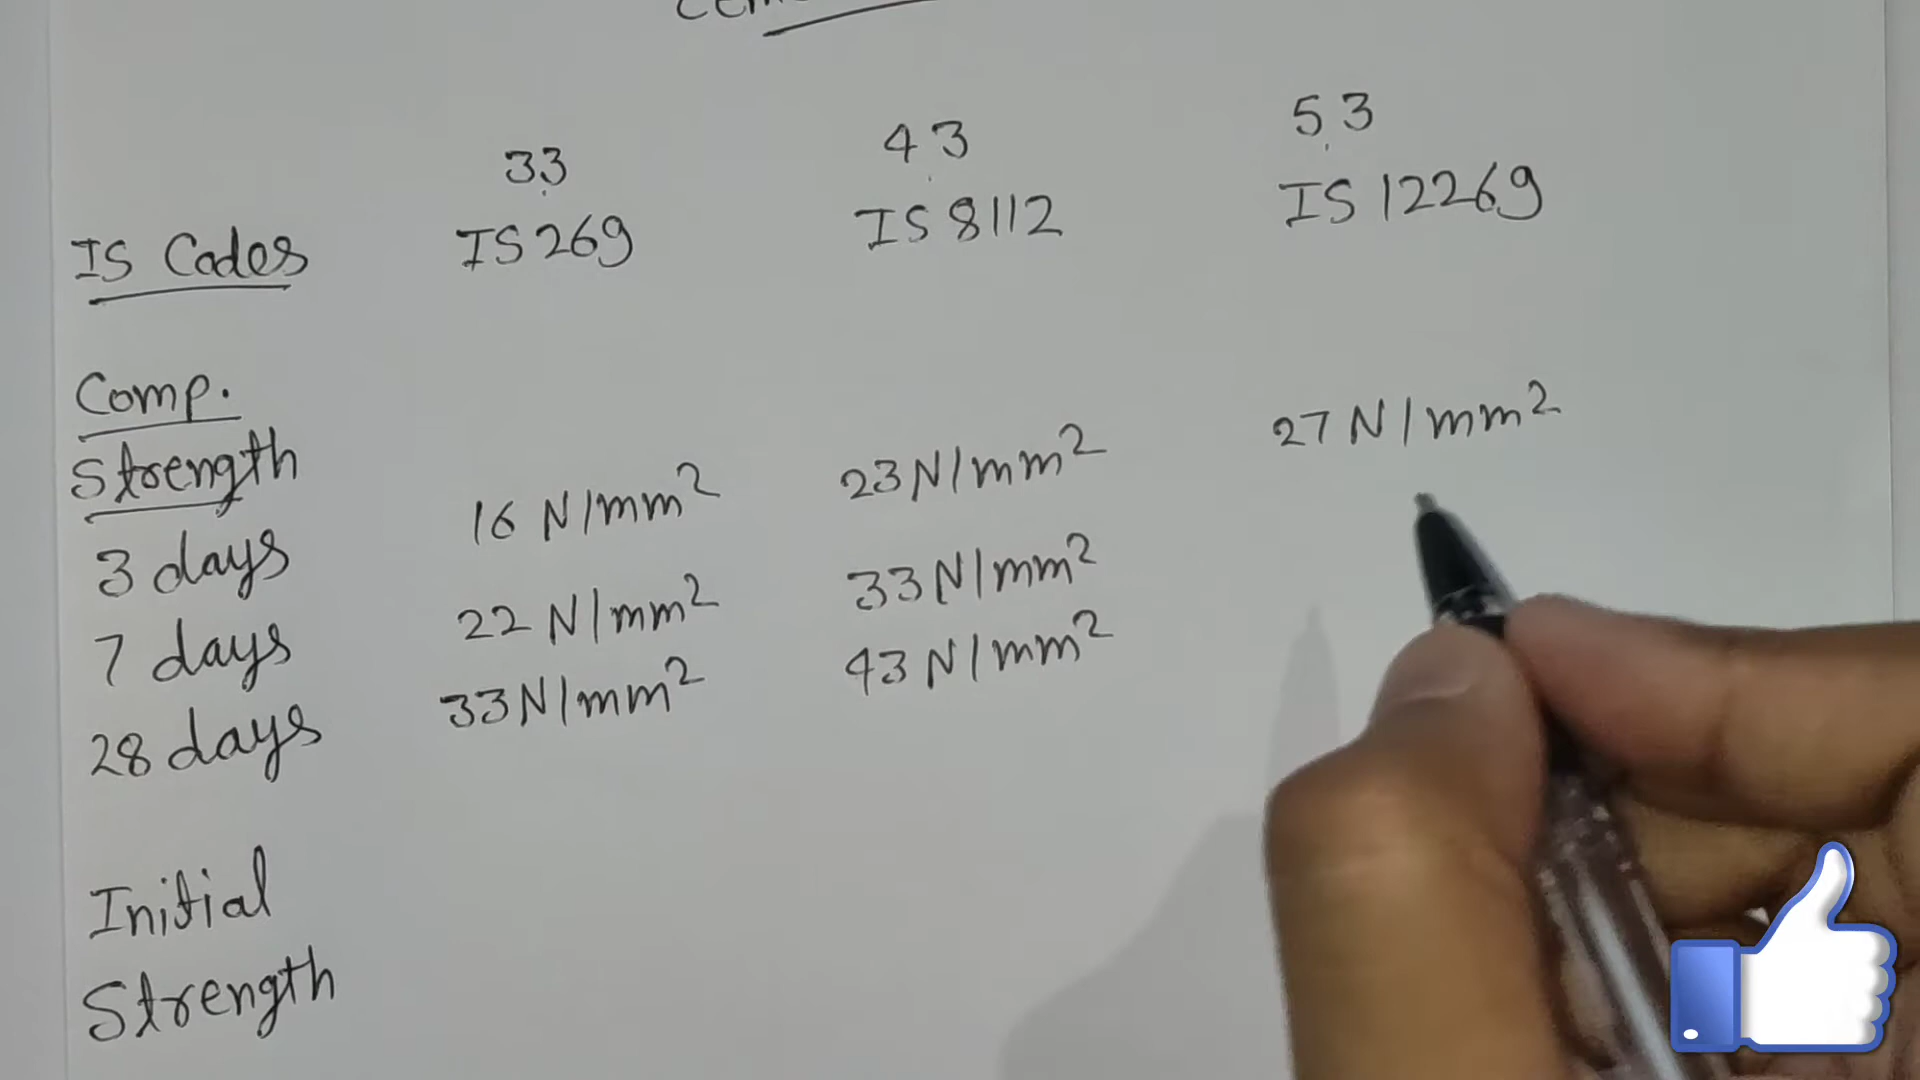 33 43 53
IS Codes IS 269 IS 8112 IS 12269
Comp.
Strength
3 days 16 N/mm² 23 N/mm² 27 N/mm²
7 days 22 N/mm² 33 N/mm²
28 days 33 N/mm² 43 N/mm²
Initial
Strength